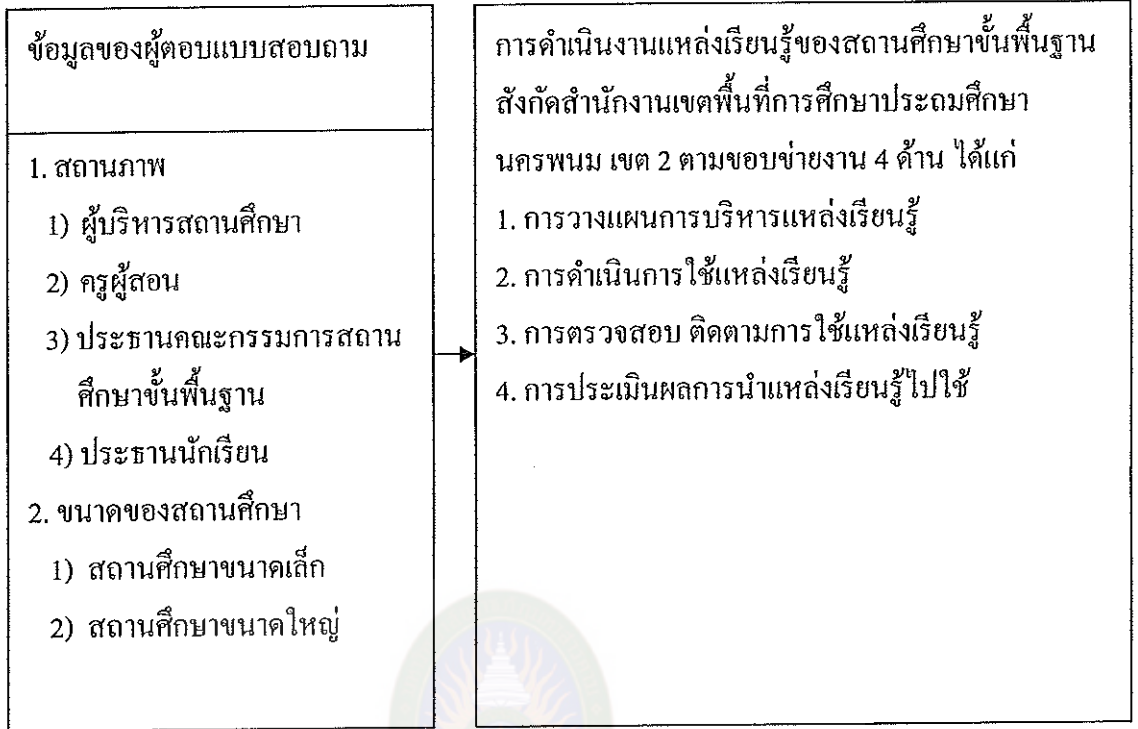 ข้อมูลของผู้ตอบแบบสอบถาม
1. สถานภาพ
1) ผู้บริหารสถานศึกษา
2) ครูผู้สอน
3) ประธานคณะกรรมการสถาน
ศึกษาขั้นพื้นฐาน
4) ประธานนักเรียน
2. ขนาดของสถานศึกษา
1) สถานศึกษาขนาดเล็ก
2) สถานศึกษาขนาดใหญ่
การดำเนินงานแหล่งเรียนรู้ของสถานศึกษาขั้นพื้นฐาน
สังกัดสำนักงานเขตพื้นที่การศึกษาประถมศึกษา
นครพนม เขต 2 ตามขอบข่ายงาน 4 ด้าน ได้แก่
1. การวางแผนการบริหารแหล่งเรียนรู้
2. การดำเนินการใช้แหล่งเรียนรู้
3. การตรวจสอบ ติดตามการใช้แหล่งเรียนรู้
4. การประเมินผลการนำแหล่งเรียนรู้ไปใช้